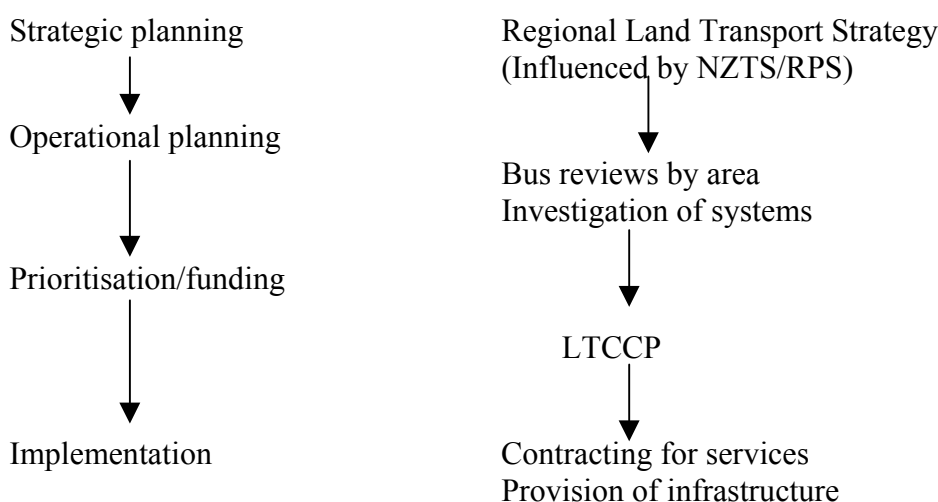 Strategic planning
Operational planning
Prioritisation/funding
Implementation
Regional Land Transport Strategy
(Influenced by NZTS/RPS)
Bus reviews by area
Investigation of systems
LTCCP
Contracting for services
Provision of infrastructure